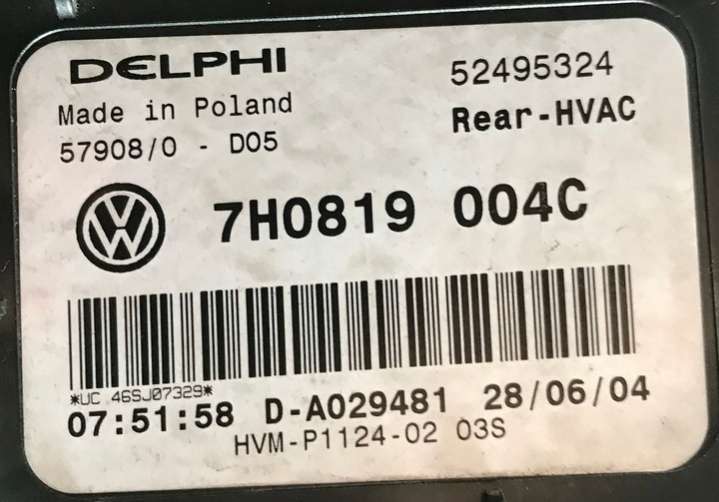 DELPHI
52495324
Made in Poland
Rear-HVAC
57908/0 - D05
7H0819 004C
*UC 46SJ07329*
07:51:58 D-A029481 28/06/04
HVM-P1124-02 03S